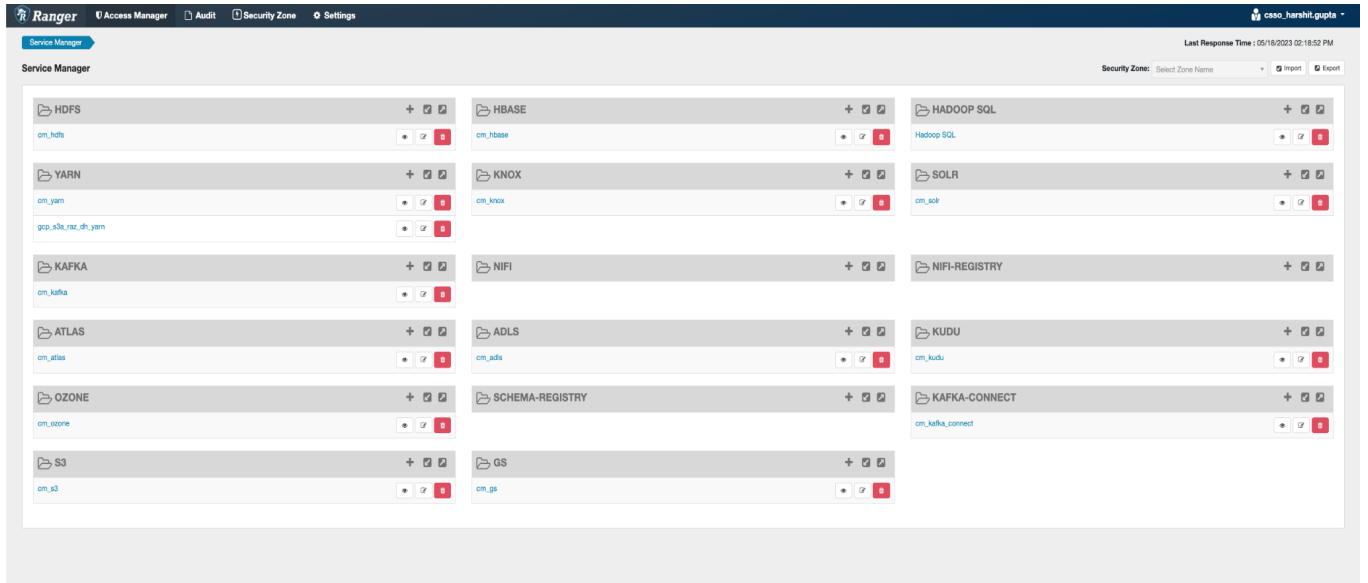 Ranger Access Manager Audit Security Zone Settings csso_harshit.gupta
Service Manager Last Response Time : 05/18/2023 02:18:52 PM
Service Manager Security Zone: Select Zone Name Import Export
HDFS HBASE HADOOP SQL
cm_hdfs cm_hbase Hadoop SQL
YARN KNOX SOLR
cm_yarn cm_knox cm_solr
gcp_s3a_raz_dh_yarn
KAFKA NIFI NIFI-REGISTRY
cm_kafka
ATLAS ADLS KUDU
cm_atlas cm_adls cm_kudu
OZONE SCHEMA-REGISTRY KAFKA-CONNECT
cm_ozone cm_kafka_connect
S3 GS
cm_s3 cm_gs